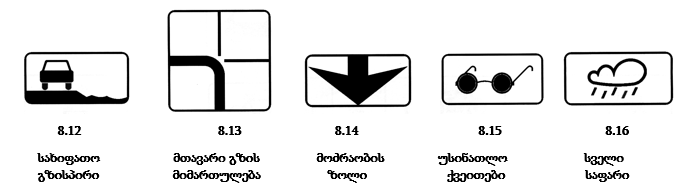 8.12 8.13 8.14 8.15 8.16
სახიფათო მთავარი გზის მოძრაობის უსინათლო სველი
გზისპირი მიმართულება ზოლი ქვეითები საფარი